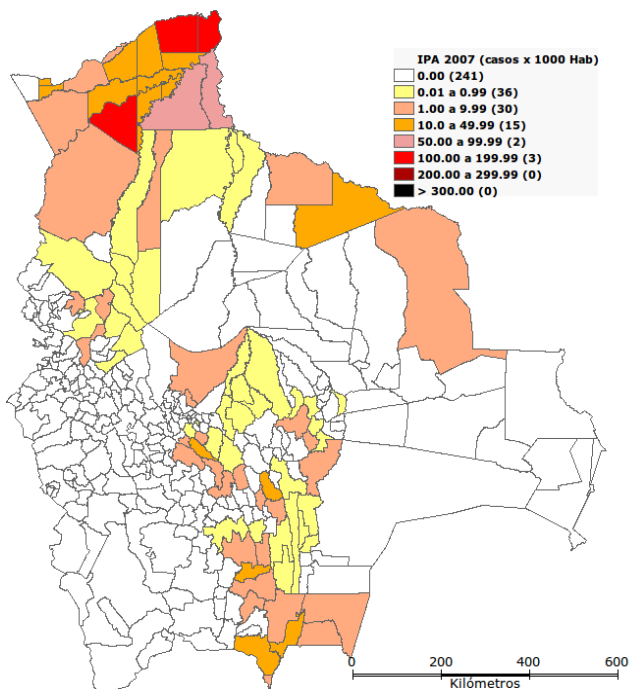 IPA 2007 (casos x 1000 Hab)
0.00 (241)
0.01 a 0.99 (36)
1.00 a 9.99 (30)
10.0 a 49.99 (15)
50.00 a 99.99 (2)
100.00 a 199.99 (3)
200.00 a 299.99 (0)
> 300.00 (0)
0 200 400 600
Kilómetros